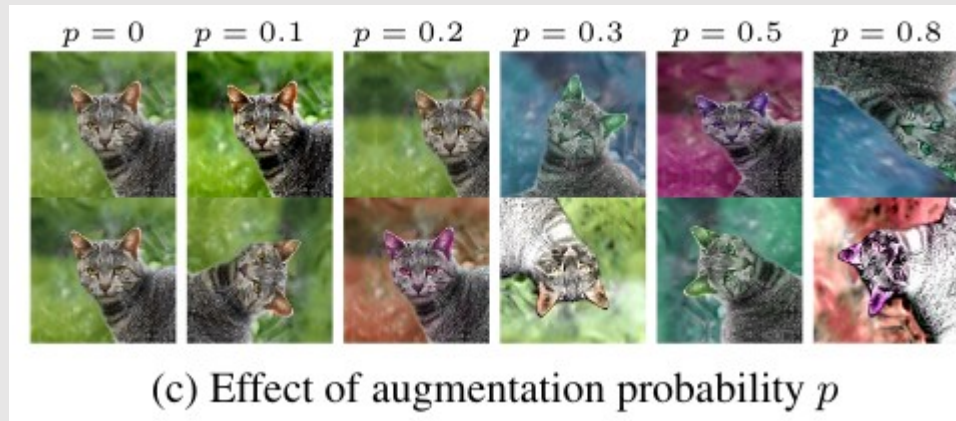 p = 0 p = 0.1 p = 0.2 p = 0.3 p = 0.5 p = 0.8
(c) Effect of augmentation probability p